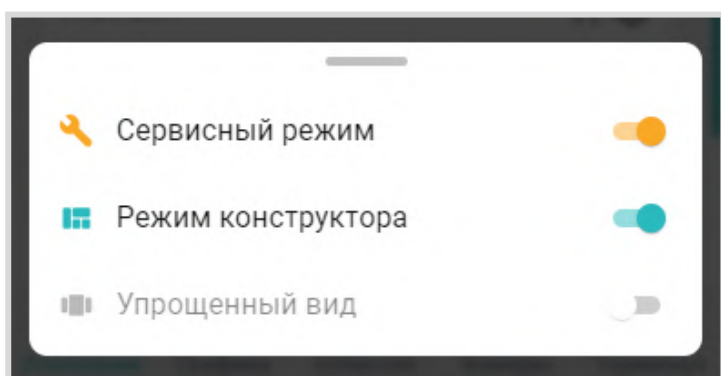 Сервисный режим
Режим конструктора
Упрощенный вид